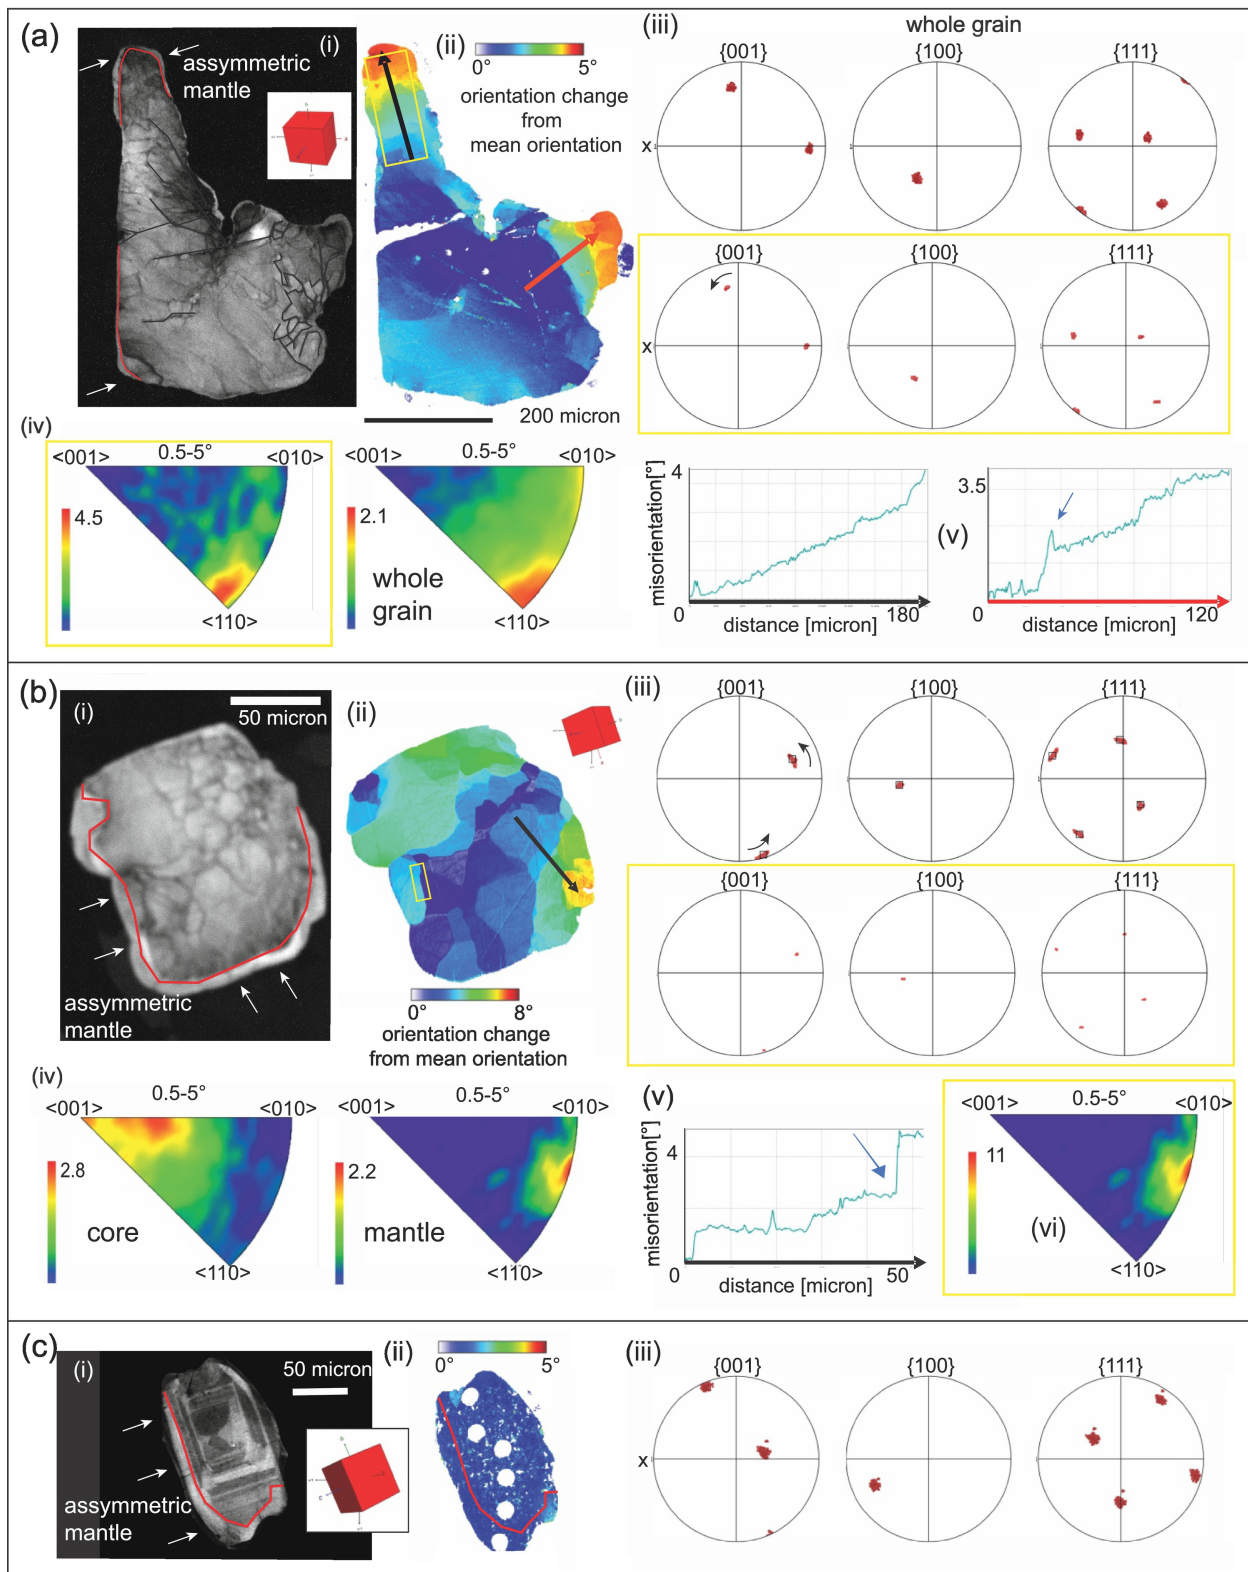 (a)
(i)
assymmetric
mantle
(ii)
0°
5°
orientation change
from
mean orientation
200 micron
(iii)
whole grain
{001}
{100}
{111}
x
{001}
{100}
{111}
x
(iv)
<001>
0.5-5°
<010>
4.5
<110>
<001>
0.5-5°
<010>
2.1
whole
grain
<110>
4
misorientation[°]
0
distance [micron]
180
(v)
3.5
0
distance [micron]
120
(b)
(i)
50 micron
assymmetric
mantle
(ii)
0°
8°
orientation change
from mean orientation
(iii)
{001}
{100}
{111}
{001}
{100}
{111}
(iv)
<001>
0.5-5°
<010>
2.8
core
<110>
<001>
0.5-5°
<010>
2.2
mantle
<110>
(v)
misorientation[°]
4
0
distance [micron]
50
<001>
0.5-5°
<010>
11
(vi)
<110>
(c)
(i)
50 micron
assymmetric
mantle
(ii)
0°
5°
(iii)
{001}
{100}
{111}
x